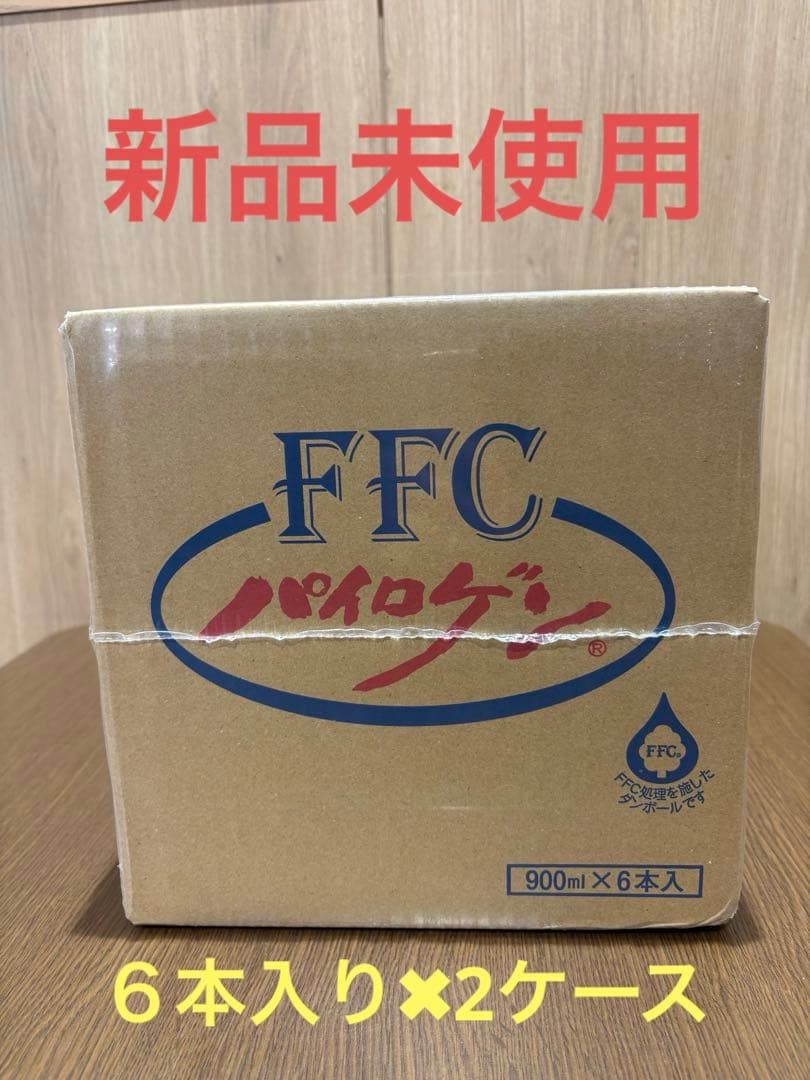 新品未使用
FFC
パイロゲン®
FFC®
FFC処理を施した
ダンボールです
900ml×6本入
６本入り✖2ケース